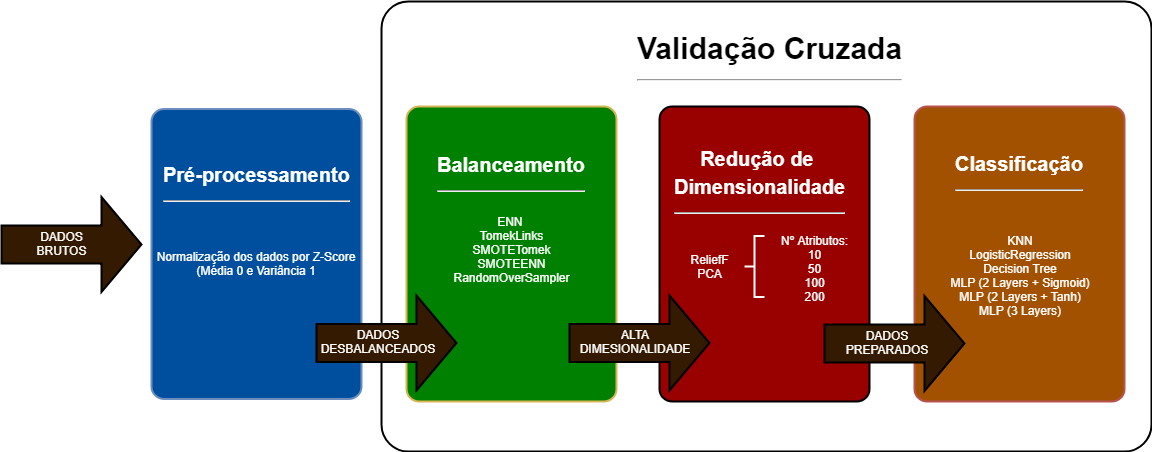 Validação Cruzada
DADOS
BRUTOS
Pré-processamento
Normalização dos dados por Z-Score
(Média 0 e Variância 1
DADOS
DESBALANCEADOS
Balanceamento
ENN
TomekLinks
SMOTETomek
SMOTEENN
RandomOverSampler
ALTA
DIMESIONALIDADE
Redução de
Dimensionalidade
ReliefF
PCA
Nº Atributos:
10
50
100
200
DADOS
PREPARADOS
Classificação
KNN
LogisticRegression
Decision Tree
MLP (2 Layers + Sigmoid)
MLP (2 Layers + Tanh)
MLP (3 Layers)